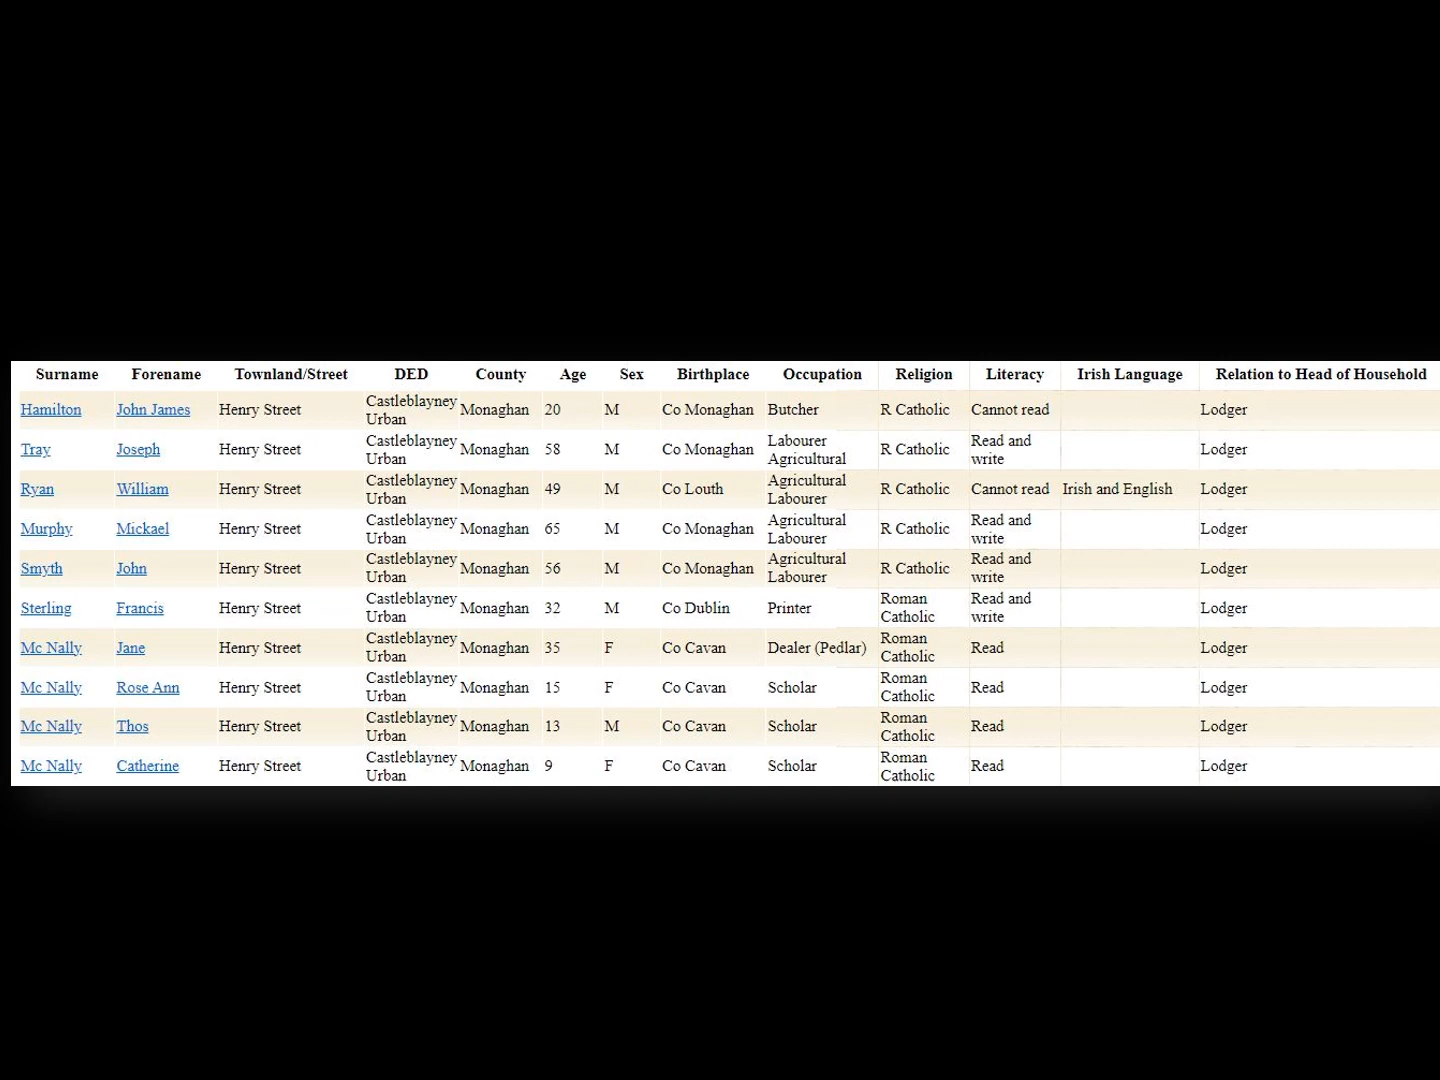 Surname Forename Townland/Street DED County Age Sex Birthplace Occupation Religion Literacy Irish Language Relation to Head of Household
Hamilton John James Henry Street Castleblayney Urban Monaghan 20 M Co Monaghan Butcher R Catholic Cannot read Lodger
Tray Joseph Henry Street Castleblayney Urban Monaghan 58 M Co Monaghan Labourer Agricultural R Catholic Read and write Lodger
Ryan William Henry Street Castleblayney Urban Monaghan 49 M Co Louth Agricultural Labourer R Catholic Cannot read Irish and English Lodger
Murphy Mickael Henry Street Castleblayney Urban Monaghan 65 M Co Monaghan Agricultural Labourer R Catholic Read and write Lodger
Smyth John Henry Street Castleblayney Urban Monaghan 56 M Co Monaghan Agricultural Labourer R Catholic Read and write Lodger
Sterling Francis Henry Street Castleblayney Urban Monaghan 32 M Co Dublin Printer Roman Catholic Read and write Lodger
Mc Nally Jane Henry Street Castleblayney Urban Monaghan 35 F Co Cavan Dealer (Pedlar) Roman Catholic Read Lodger
Mc Nally Rose Ann Henry Street Castleblayney Urban Monaghan 15 F Co Cavan Scholar Roman Catholic Read Lodger
Mc Nally Thos Henry Street Castleblayney Urban Monaghan 13 M Co Cavan Scholar Roman Catholic Read Lodger
Mc Nally Catherine Henry Street Castleblayney Urban Monaghan 9 F Co Cavan Scholar Roman Catholic Read Lodger